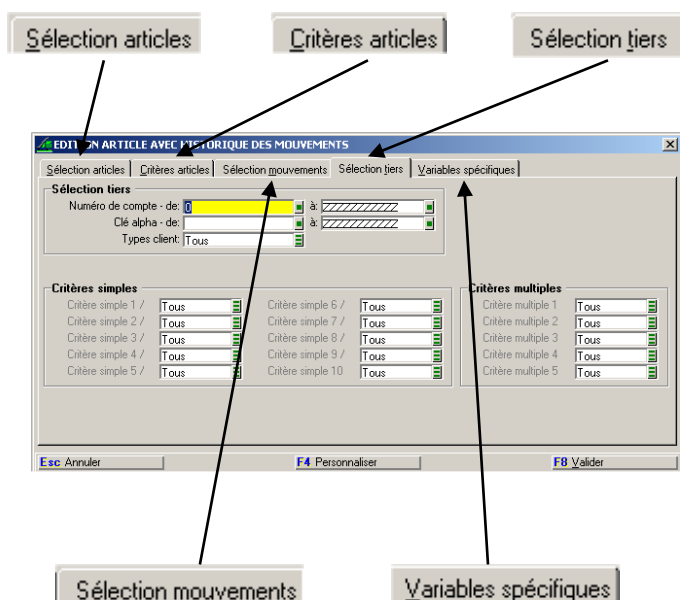 Sélection articles Critères articles Sélection tiers
EDITION ARTICLE AVEC HISTORIQUE DES MOUVEMENTS
Sélection articles Critères articles Sélection mouvements Sélection tiers Variables spécifiques
Sélection tiers
Numéro de compte - de: 0 à: ZZZZZZZZZZ
Clé alpha - de: à: ZZZZZZZZZZ
Types client: Tous
Critères simples Critères multiples
Critère simple 1 / Tous Critère simple 6 / Tous Critère multiple 1 Tous
Critère simple 2 / Tous Critère simple 7 / Tous Critère multiple 2 Tous
Critère simple 3 / Tous Critère simple 8 / Tous Critère multiple 3 Tous
Critère simple 4 / Tous Critère simple 9 / Tous Critère multiple 4 Tous
Critère simple 5 / Tous Critère simple 10 Tous Critère multiple 5 Tous
Esc Annuler F4 Personnaliser F8 Valider
Sélection mouvements Variables spécifiques